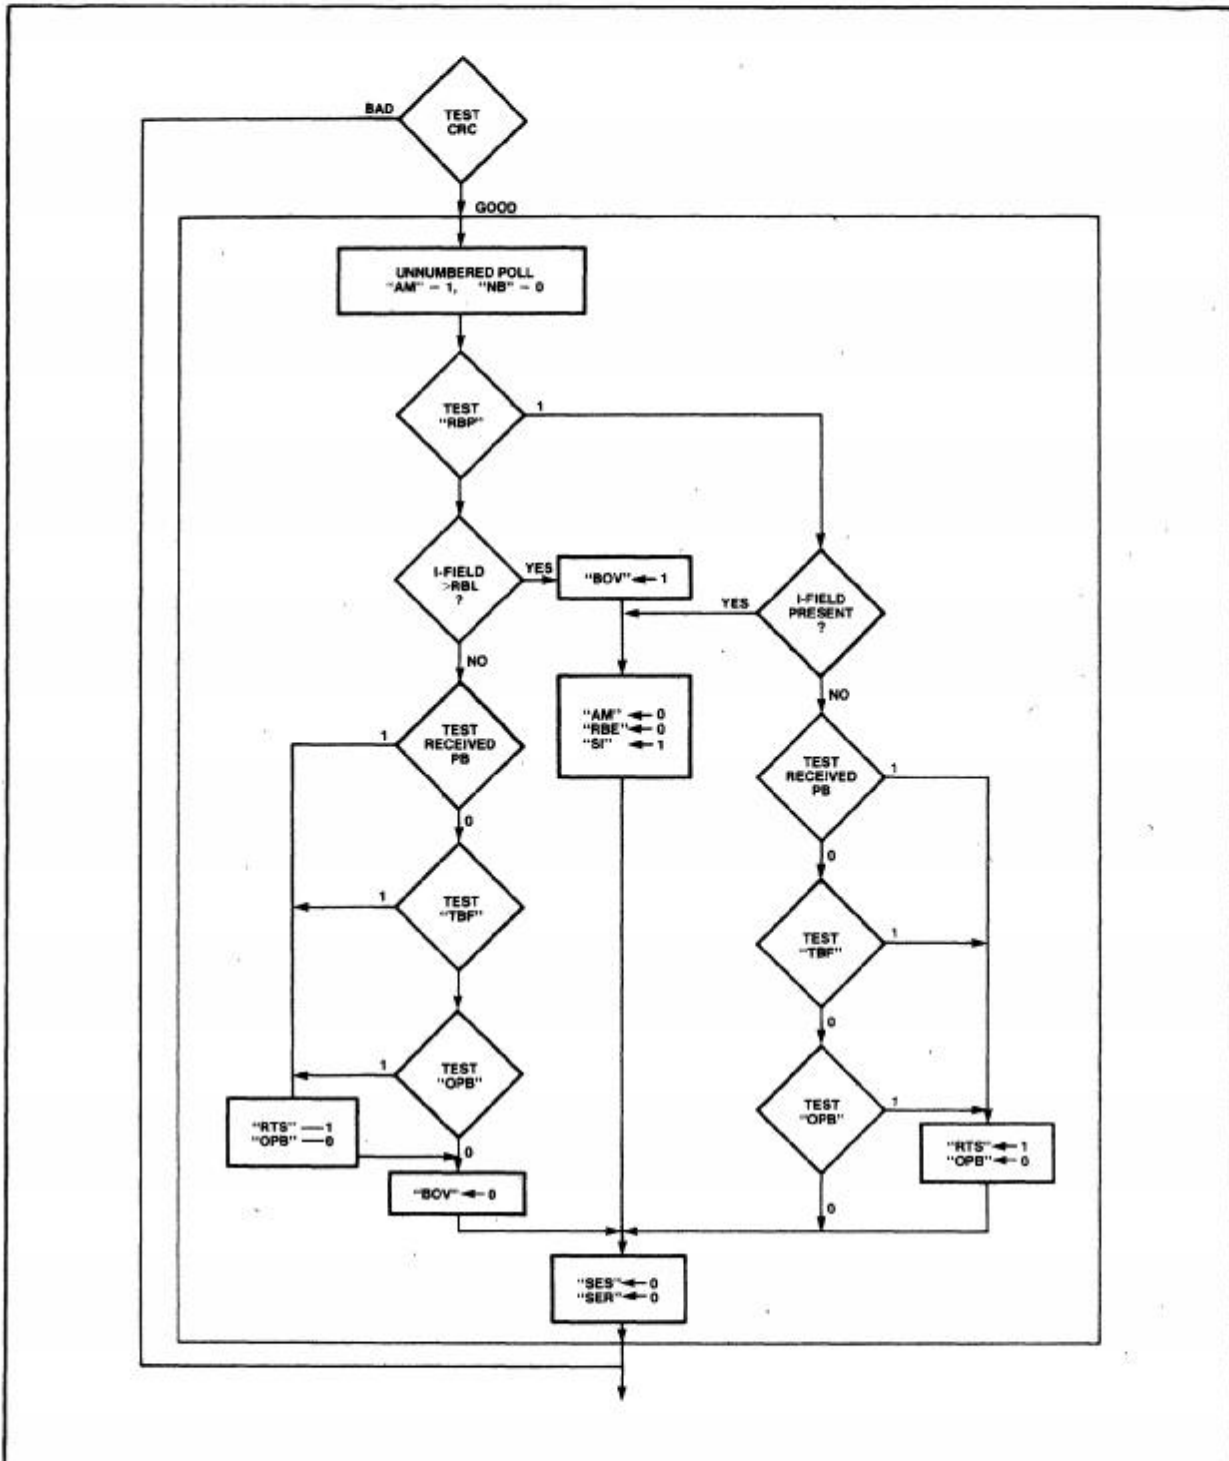 BAD
TEST
CRC
GOOD
UNNUMBERED POLL
"AM" - 1, "NB" - 0
TEST
"RBP"
1
I-FIELD
>RBL
?
YES
"BOV" ← 1
YES
I-FIELD
PRESENT
?
NO
NO
"AM" ← 0
"RBE" ← 0
"SI" ← 1
1
TEST
RECEIVED
PB
TEST
RECEIVED
PB
1
0
0
1
TEST
"TBF"
TEST
"TBF"
1
0
1
TEST
"OPB"
TEST
"OPB"
1
"RTS" — 1
"OPB" — 0
"RTS" ← 1
"OPB" ← 0
0
"BOV" ← 0
0
"SES" ← 0
"SER" ← 0